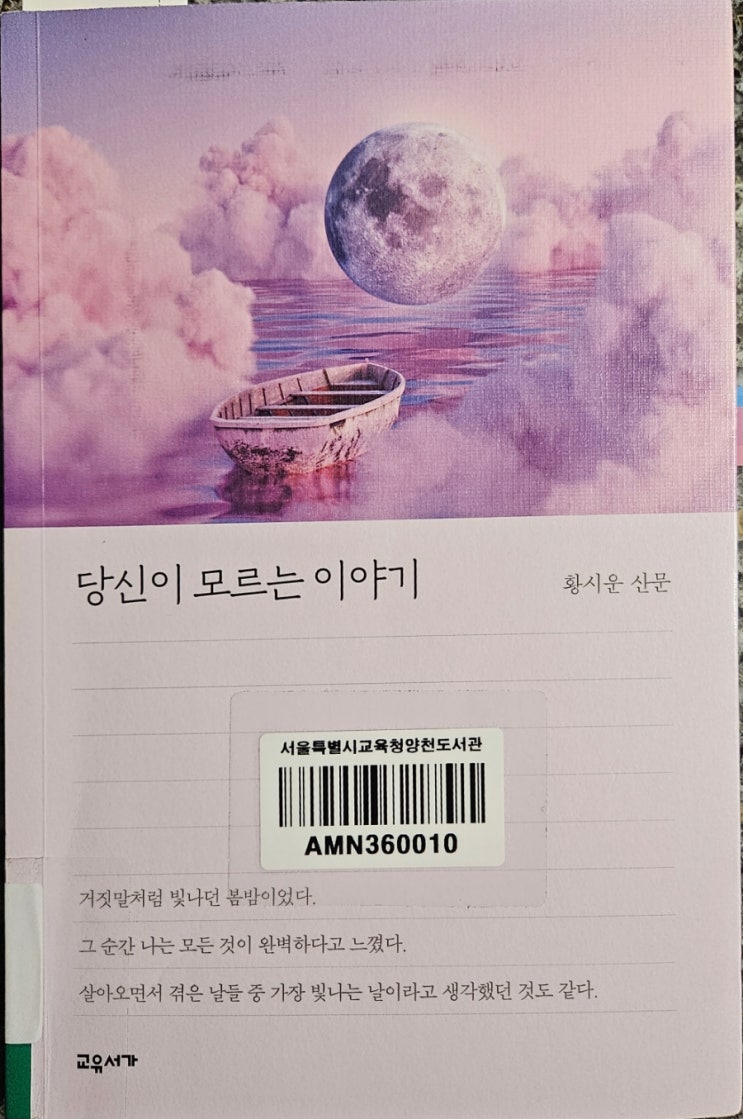 당신이 모르는 이야기
황시운 산문
서울특별시교육청양천도서관
AMN360010
거짓말처럼 빛나던 봄밤이었다.
그 순간 나는 모든 것이 완벽하다고 느꼈다.
살아오면서 겪은 날들 중 가장 빛나는 날이라고 생각했던 것도 같다.
교유서가